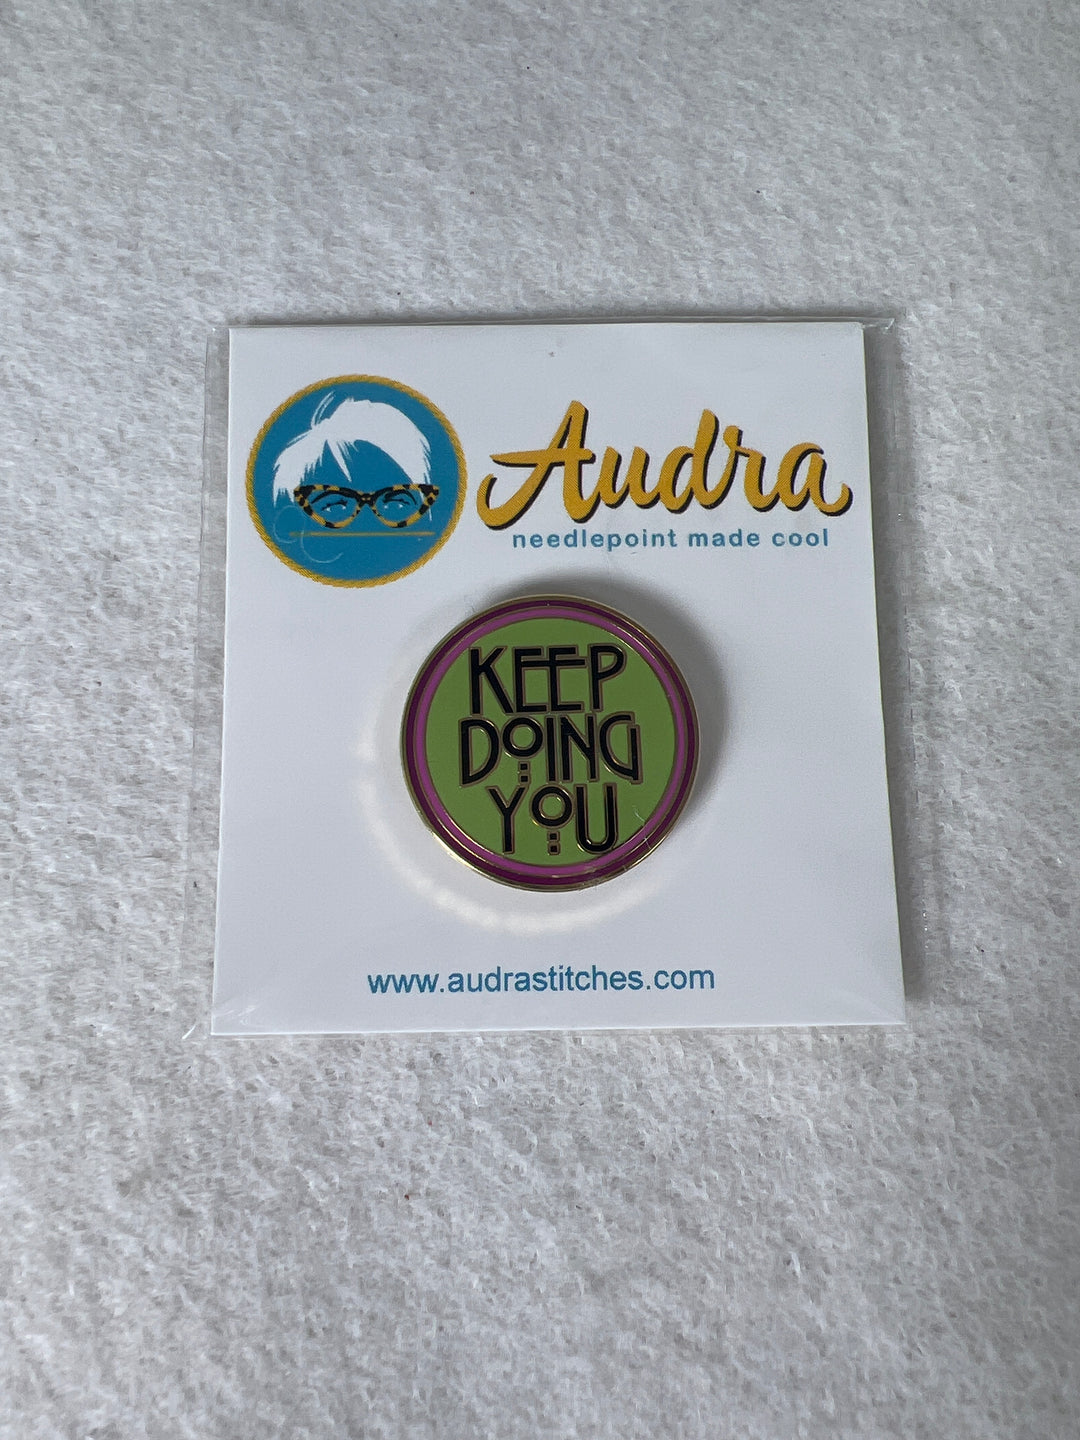 Audra
needlepoint made cool
KEEP
DOING
YOU
www.audrastitches.com